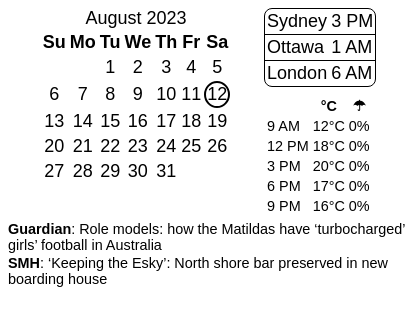 August 2023
Su Mo Tu We Th Fr Sa
1 2 3 4 5
6 7 8 9 10 11 12
13 14 15 16 17 18 19
20 21 22 23 24 25 26
27 28 29 30 31
Sydney 3 PM
Ottawa 1 AM
London 6 AM
°C ☂
9 AM 12°C 0%
12 PM 18°C 0%
3 PM 20°C 0%
6 PM 17°C 0%
9 PM 16°C 0%
Guardian: Role models: how the Matildas have ‘turbocharged’
girls’ football in Australia
SMH: ‘Keeping the Esky’: North shore bar preserved in new
boarding house